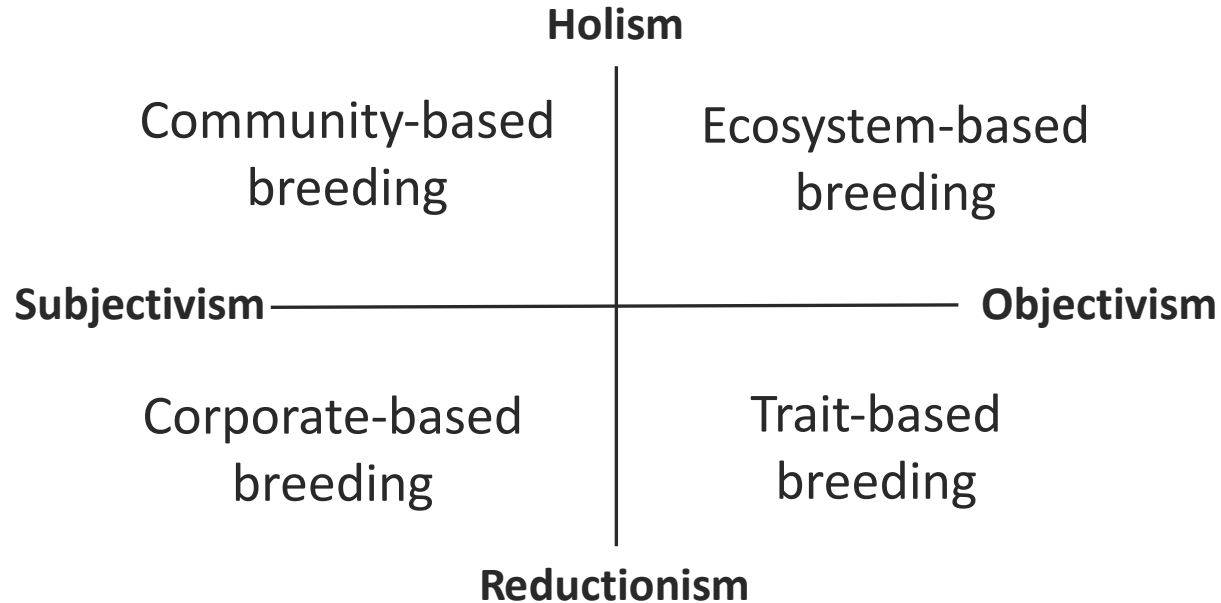 Holism
Community-based
breeding
Ecosystem-based
breeding
Subjectivism
Objectivism
Corporate-based
breeding
Trait-based
breeding
Reductionism